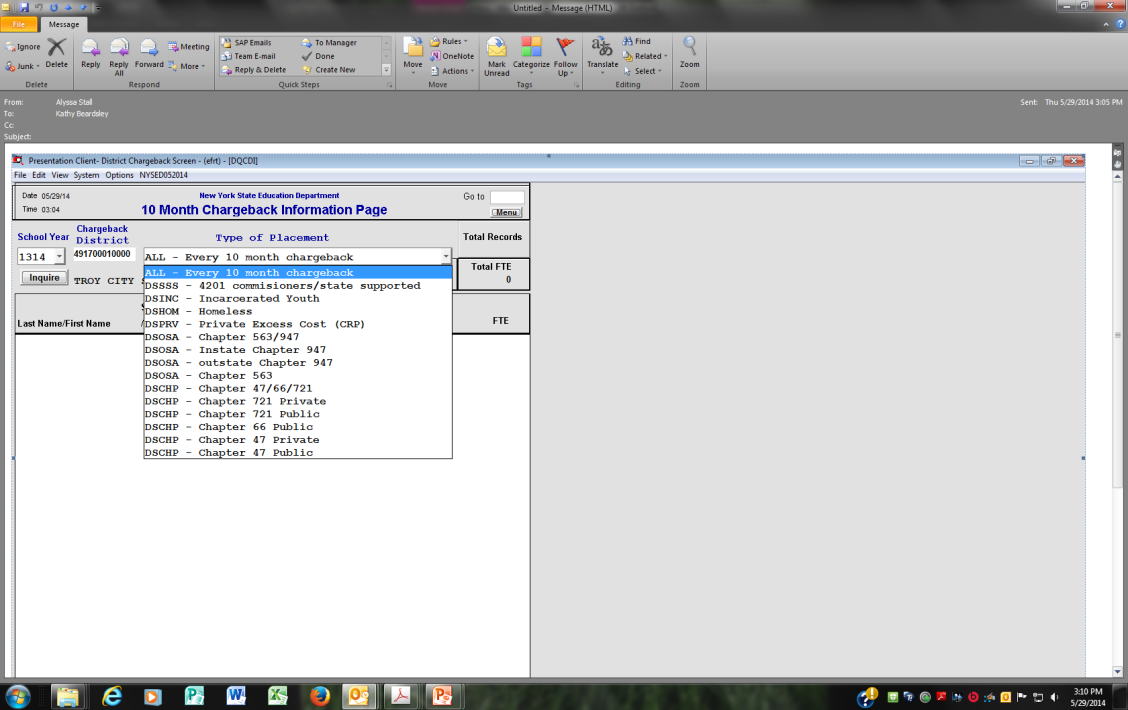 Untitled - Message (HTML)
File Message
Ignore Meeting SAP Emails To Manager Rules OneNote Find
Junk Delete Reply Reply All Forward More Team E-mail Done Move Actions Mark Unread Categorize Follow Up Translate Related Zoom
Reply & Delete Create New Select
Delete Respond Quick Steps Move Tags Editing Zoom
From: Alyssa Stall Sent: Thu 5/29/2014 3:05 PM
To: Kathy Beardsley
Cc:
Subject:
Presentation Client- District Chargeback Screen - (efrt) - [DQCDI]
File Edit View System Options NYSED052014
Date 05/29/14 New York State Education Department Go to
Time 03:04 10 Month Chargeback Information Page Menu
School Year Chargeback District Type of Placement Total Records
1314 491700010000 ALL - Every 10 month chargeback
Inquire TROY CITY Total FTE
0
Last Name/First Name FTE
ALL - Every 10 month chargeback
DSSSS - 4201 commisioners/state supported
DSINC - Incarcerated Youth
DSHOM - Homeless
DSPRV - Private Excess Cost (CRP)
DSOSA - Chapter 563/947
DSOSA - Instate Chapter 947
DSOSA - outstate Chapter 947
DSOSA - Chapter 563
DSCHP - Chapter 47/66/721
DSCHP - Chapter 721 Private
DSCHP - Chapter 721 Public
DSCHP - Chapter 66 Public
DSCHP - Chapter 47 Private
DSCHP - Chapter 47 Public
3:10 PM
5/29/2014